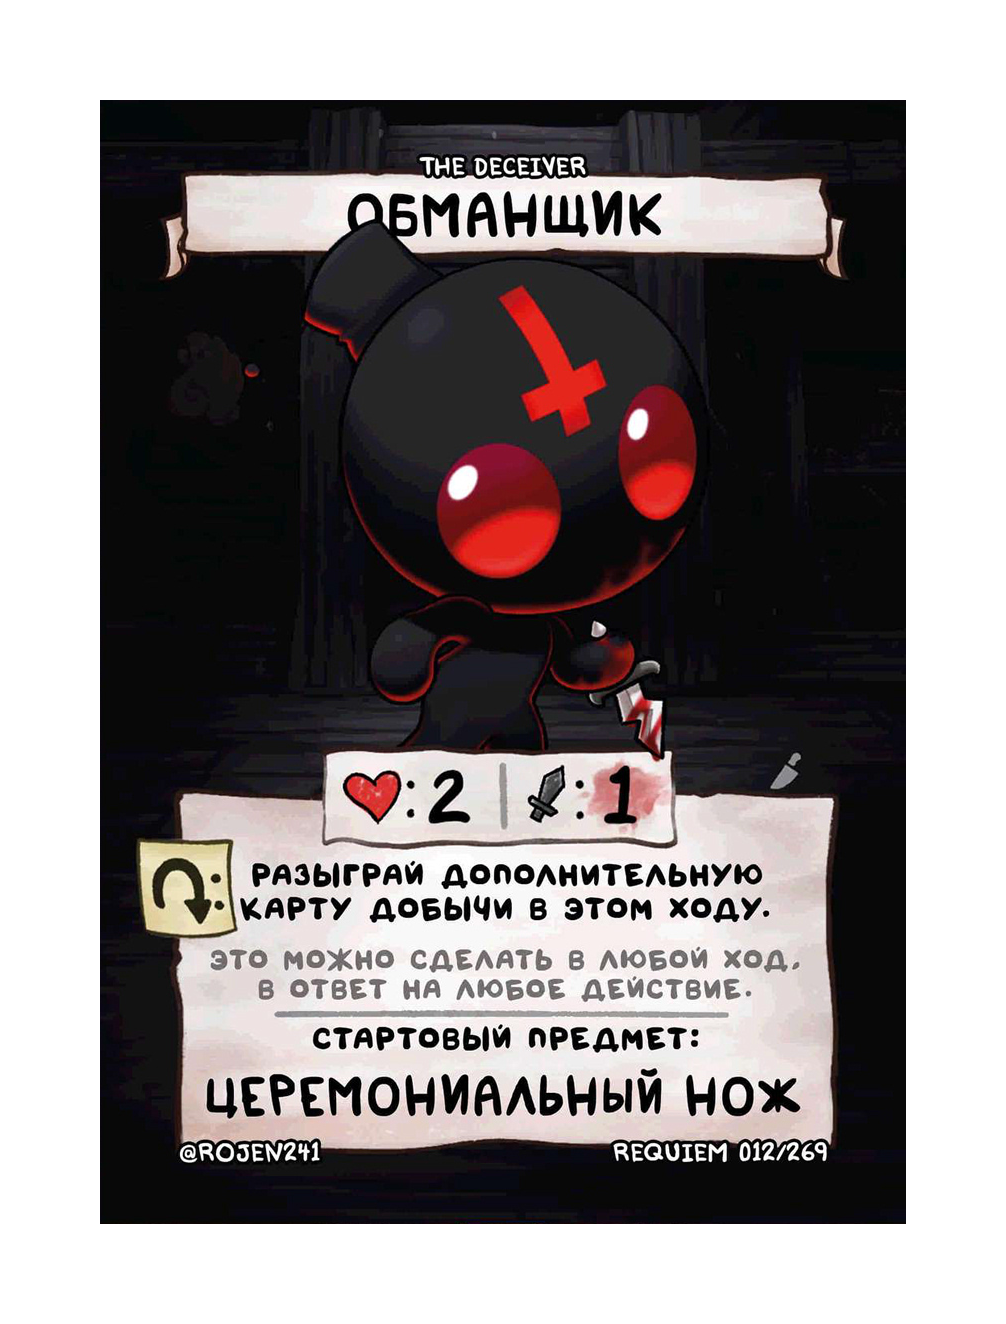 THE DECEIVER
ОБМАНЩИК
:2 | :1
РАЗЫГРАЙ ДОПОЛНИТЕЛЬНУЮ
КАРТУ ДОБЫЧИ В ЭТОМ ХОДУ.
ЭТО МОЖНО СДЕЛАТЬ В ЛЮБОЙ ХОД,
В ОТВЕТ НА ЛЮБОЕ ДЕЙСТВИЕ.
СТАРТОВЫЙ ПРЕДМЕТ:
ЦЕРЕМОНИАЛЬНЫЙ НОЖ
@ROJEN241
REQUIEM 012/269